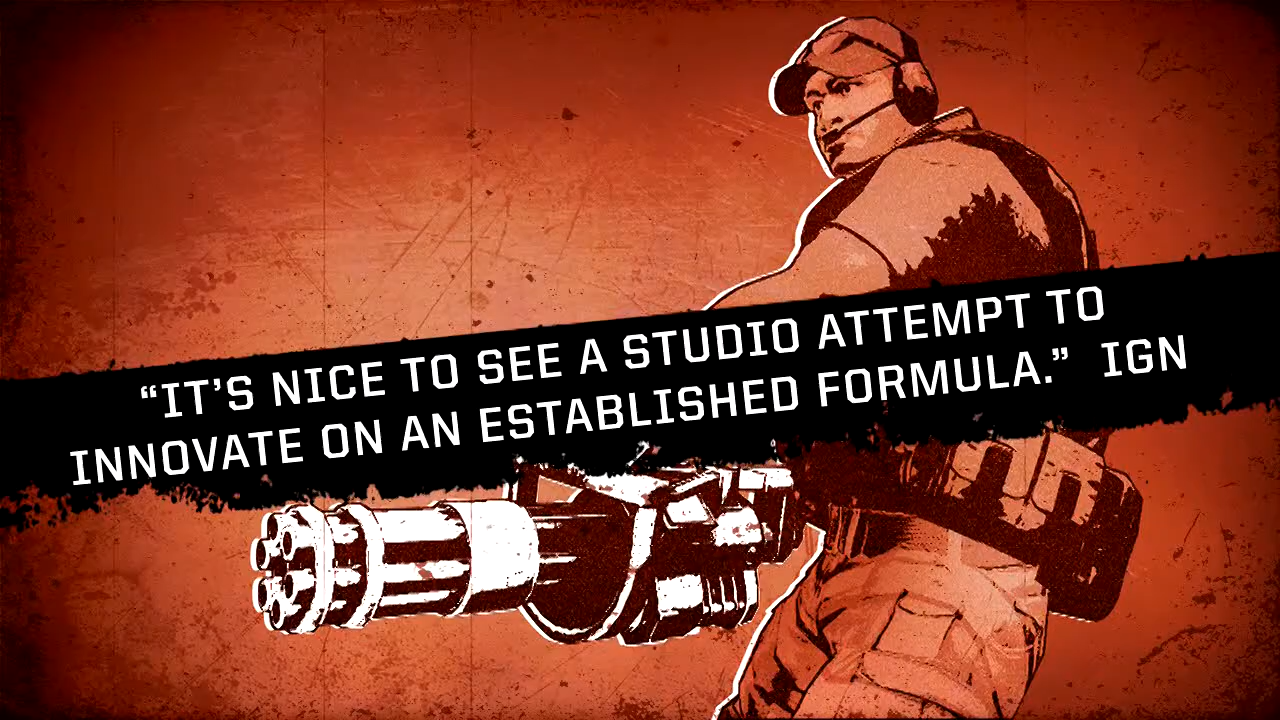 “IT’S NICE TO SEE A STUDIO ATTEMPT TO
INNOVATE ON AN ESTABLISHED FORMULA.” IGN